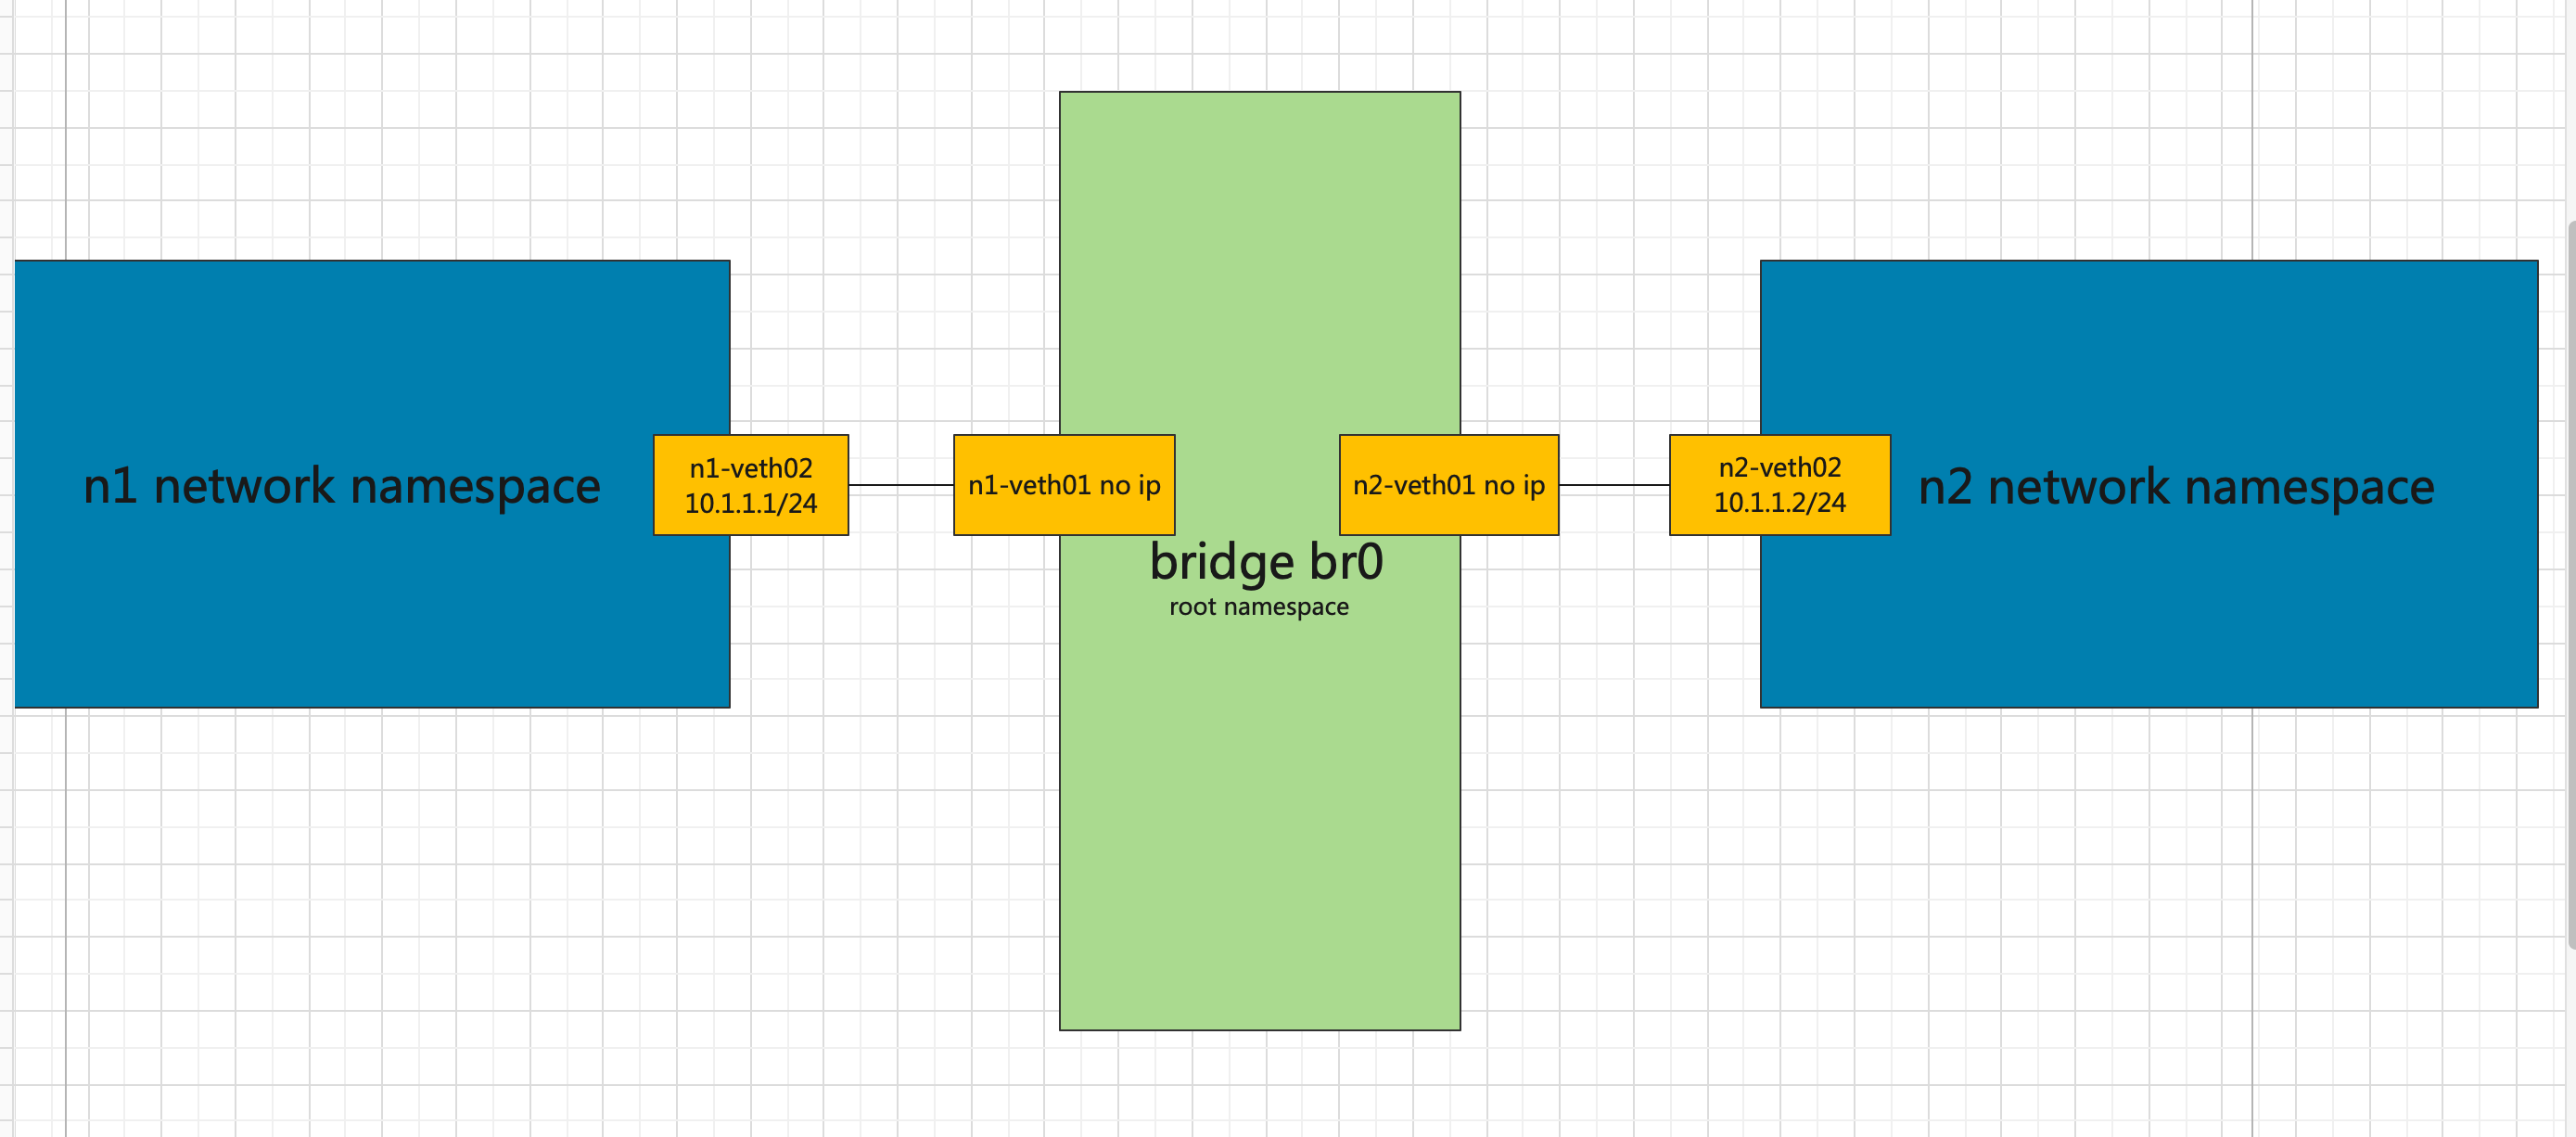 n1 network namespace
n1-veth02
10.1.1.1/24
n1-veth01 no ip
bridge br0
root namespace
n2-veth01 no ip
n2-veth02
10.1.1.2/24
n2 network namespace